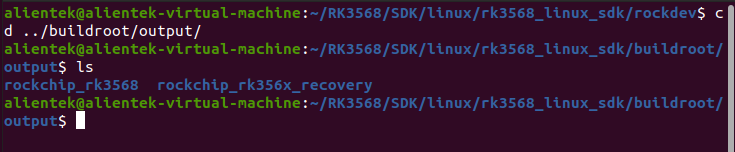 alientek@alientek-virtual-machine:~/RK3568/SDK/linux/rk3568_linux_sdk/rockdev$ c
d ../buildroot/output/
alientek@alientek-virtual-machine:~/RK3568/SDK/linux/rk3568_linux_sdk/buildroot/
output$ ls
rockchip_rk3568  rockchip_rk356x_recovery
alientek@alientek-virtual-machine:~/RK3568/SDK/linux/rk3568_linux_sdk/buildroot/
output$